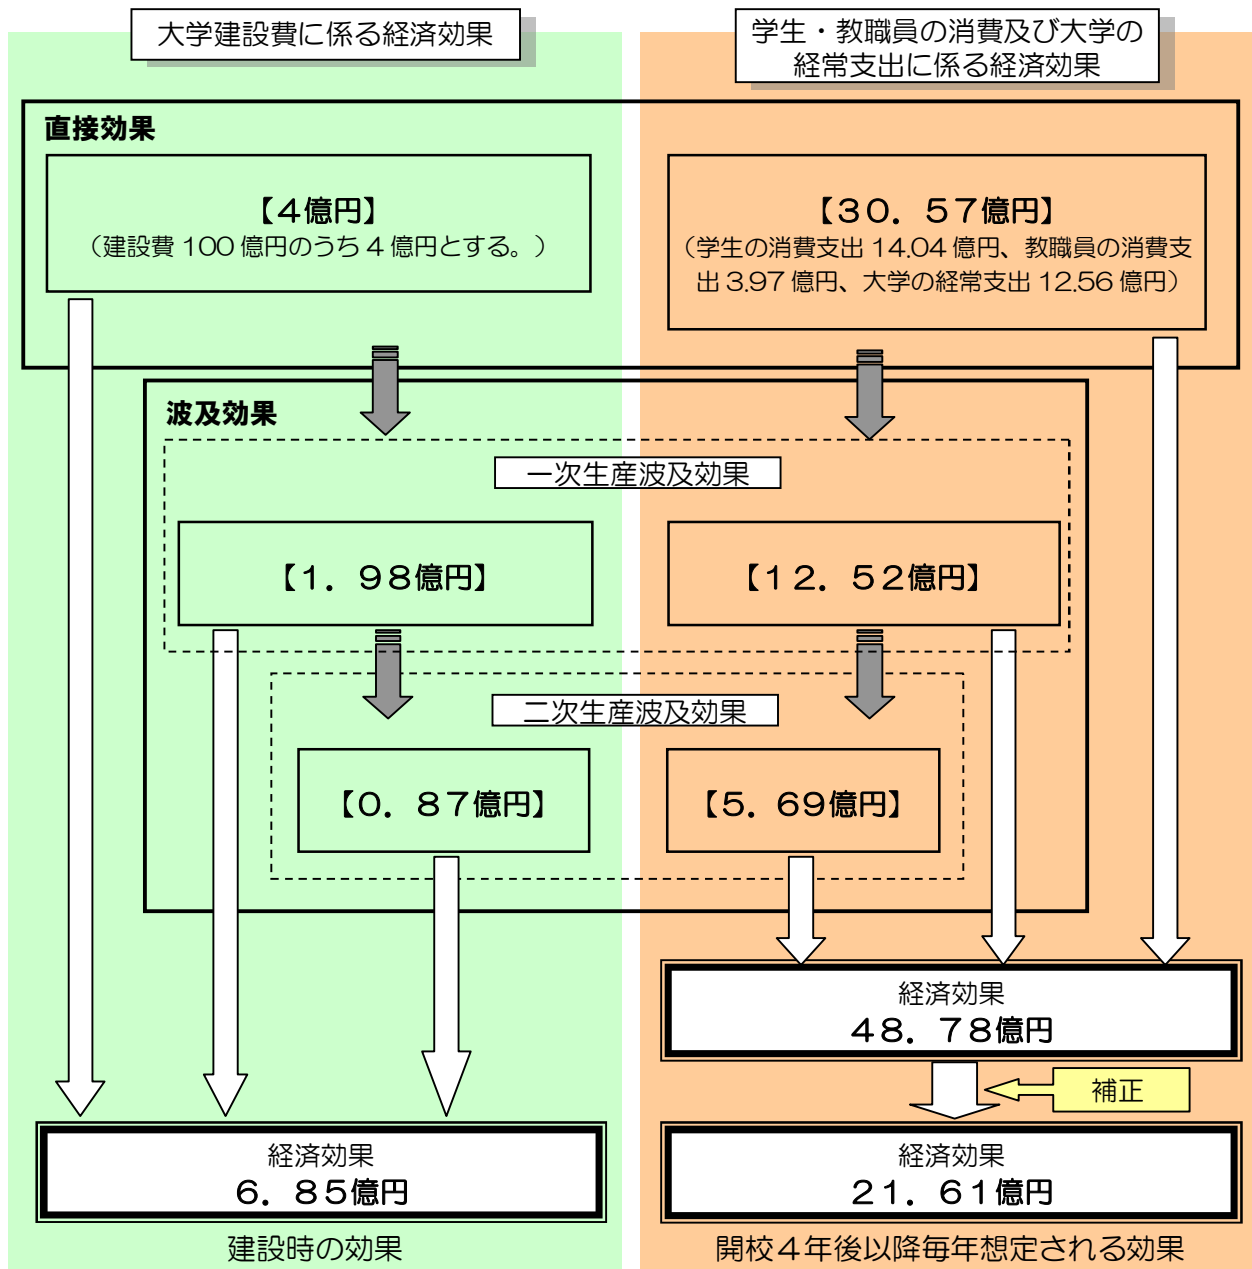 大学建設費に係る経済効果
学生・教職員の消費及び大学の
経常支出に係る経済効果
直接効果
【4億円】
（建設費 100 億円のうち 4 億円とする。）
【30．57億円】
（学生の消費支出 14.04 億円、教職員の消費支
出 3.97 億円、大学の経常支出 12.56 億円）
波及効果
一次生産波及効果
【1．98億円】
【12．52億円】
二次生産波及効果
【0．87億円】
【5．69億円】
経済効果
48．78億円
補正
経済効果
6．85億円
経済効果
21．61億円
建設時の効果
開校４年後以降毎年想定される効果